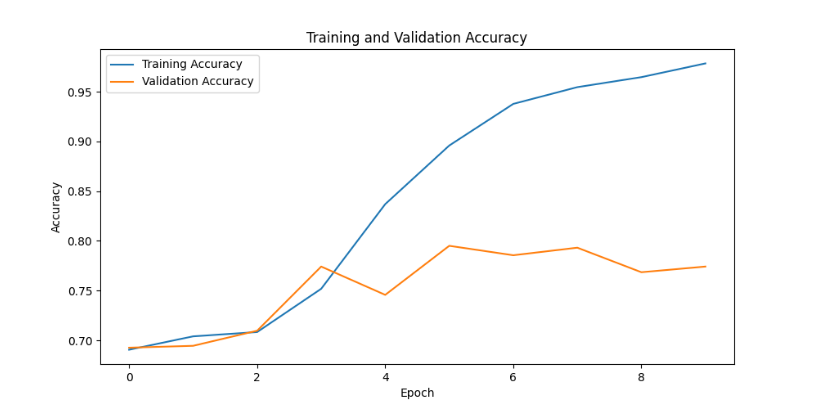 Training and Validation Accuracy
Training Accuracy
Validation Accuracy
0.95
0.90
0.85
0.80
0.75
0.70
Accuracy
0 2 4 6 8
Epoch